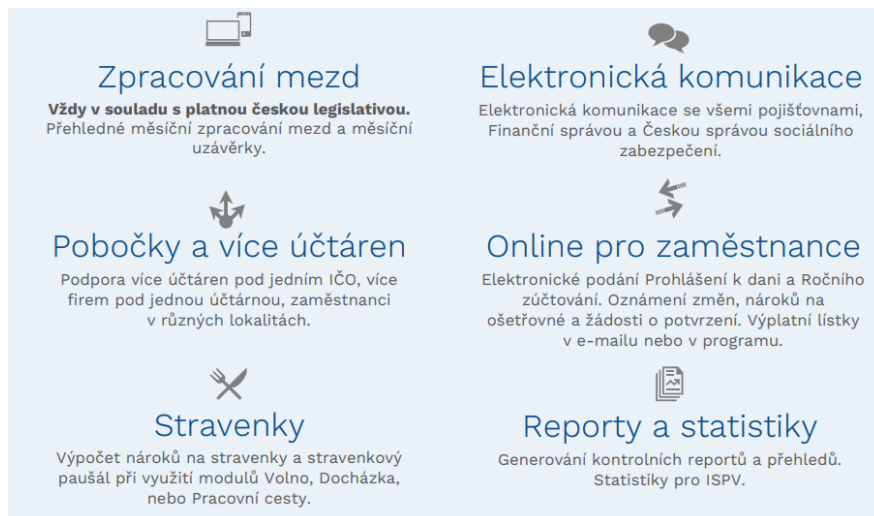 Zpracování mezd
Vždy v souladu s platnou českou legislativou.
Přehledné měsíční zpracování mezd a měsíční
uzávěrky.
Elektronická komunikace
Elektronická komunikace se všemi pojišťovnami,
Finanční správou a Českou správou sociálního
zabezpečení.
Pobočky a více účtáren
Podpora více účtáren pod jedním IČO, více
firem pod jednou účtárnou, zaměstnanci
v různých lokalitách.
Online pro zaměstnance
Elektronické podání Prohlášení k dani a Ročního
zúčtování. Oznámení změn, nároků na
ošetřovné a žádosti o potvrzení. Výplatní lístky
v e-mailu nebo v programu.
Stravenky
Výpočet nároků na stravenky a stravenkový
paušál při využití modulů Volno, Docházka,
nebo Pracovní cesty.
Reporty a statistiky
Generování kontrolních reportů a přehledů.
Statistiky pro ISPV.